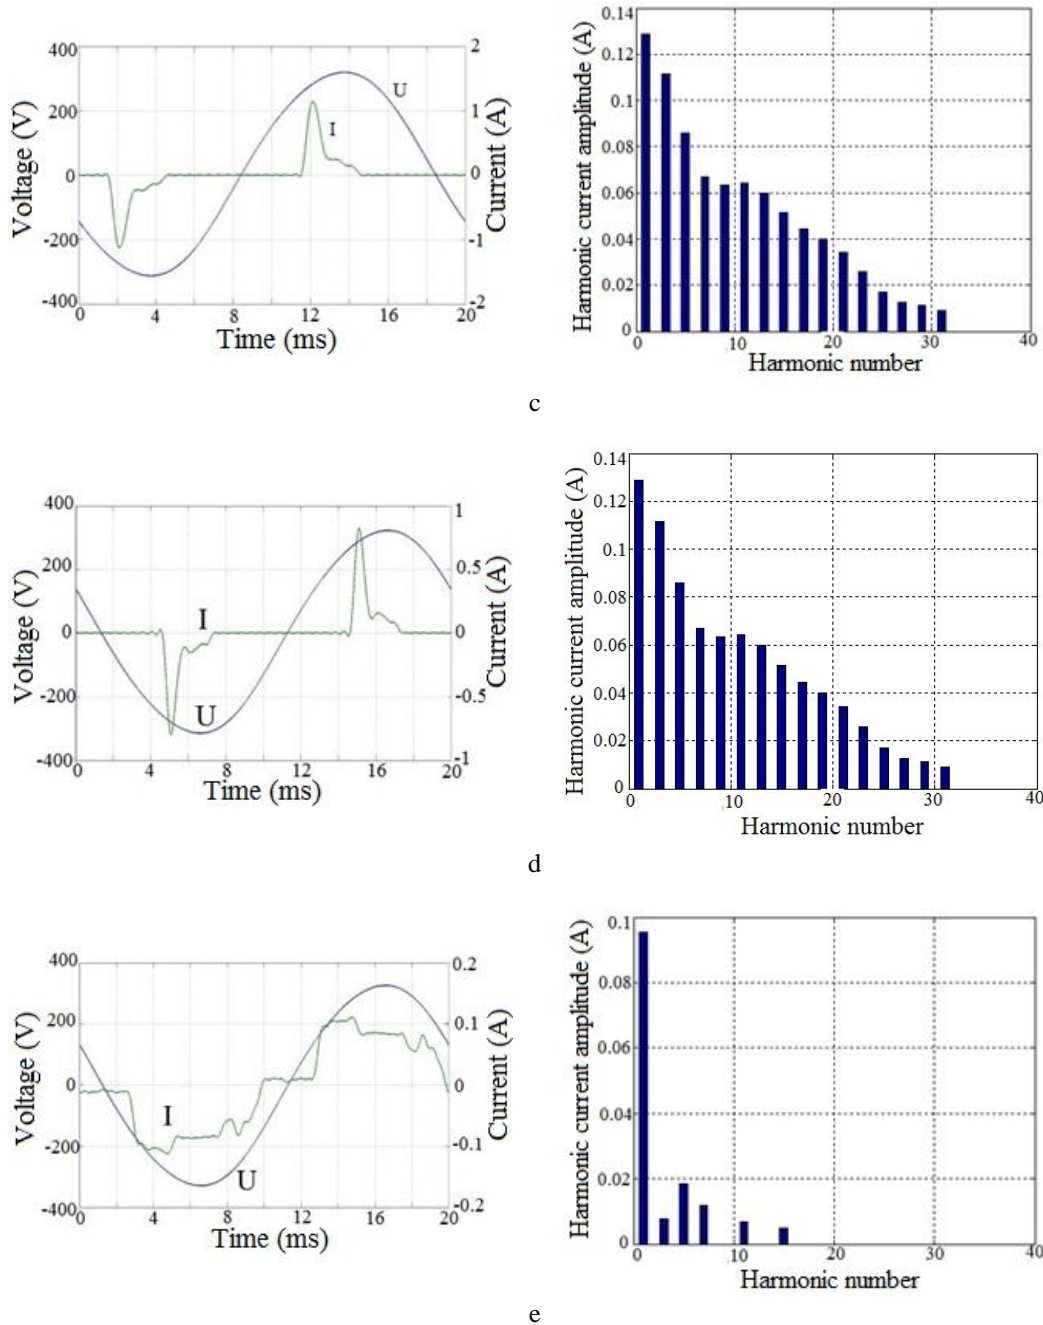 400
200
0
-200
-400
Voltage (V)
2
1
0
-1
-2
Current (A)
U
I
0 4 8 12 16 20
Time (ms)
0.14
0.12
0.1
0.08
0.06
0.04
0.02
0
Harmonic current amplitude (A)
0 10 20 30 40
Harmonic number
c
400
200
0
-200
-400
Voltage (V)
1
0.5
0
-0.5
-1
Current (A)
I
U
0 4 8 12 16 20
Time (ms)
0.14
0.12
0.1
0.08
0.06
0.04
0.02
0
Harmonic current amplitude (A)
0 10 20 30 40
Harmonic number
d
400
200
0
-200
-400
Voltage (V)
0.2
0.1
0
-0.1
-0.2
Current (A)
I
U
0 4 8 12 16 20
Time (ms)
0.1
0.08
0.06
0.04
0.02
0
Harmonic current amplitude (A)
0 10 20 30 40
Harmonic number
e